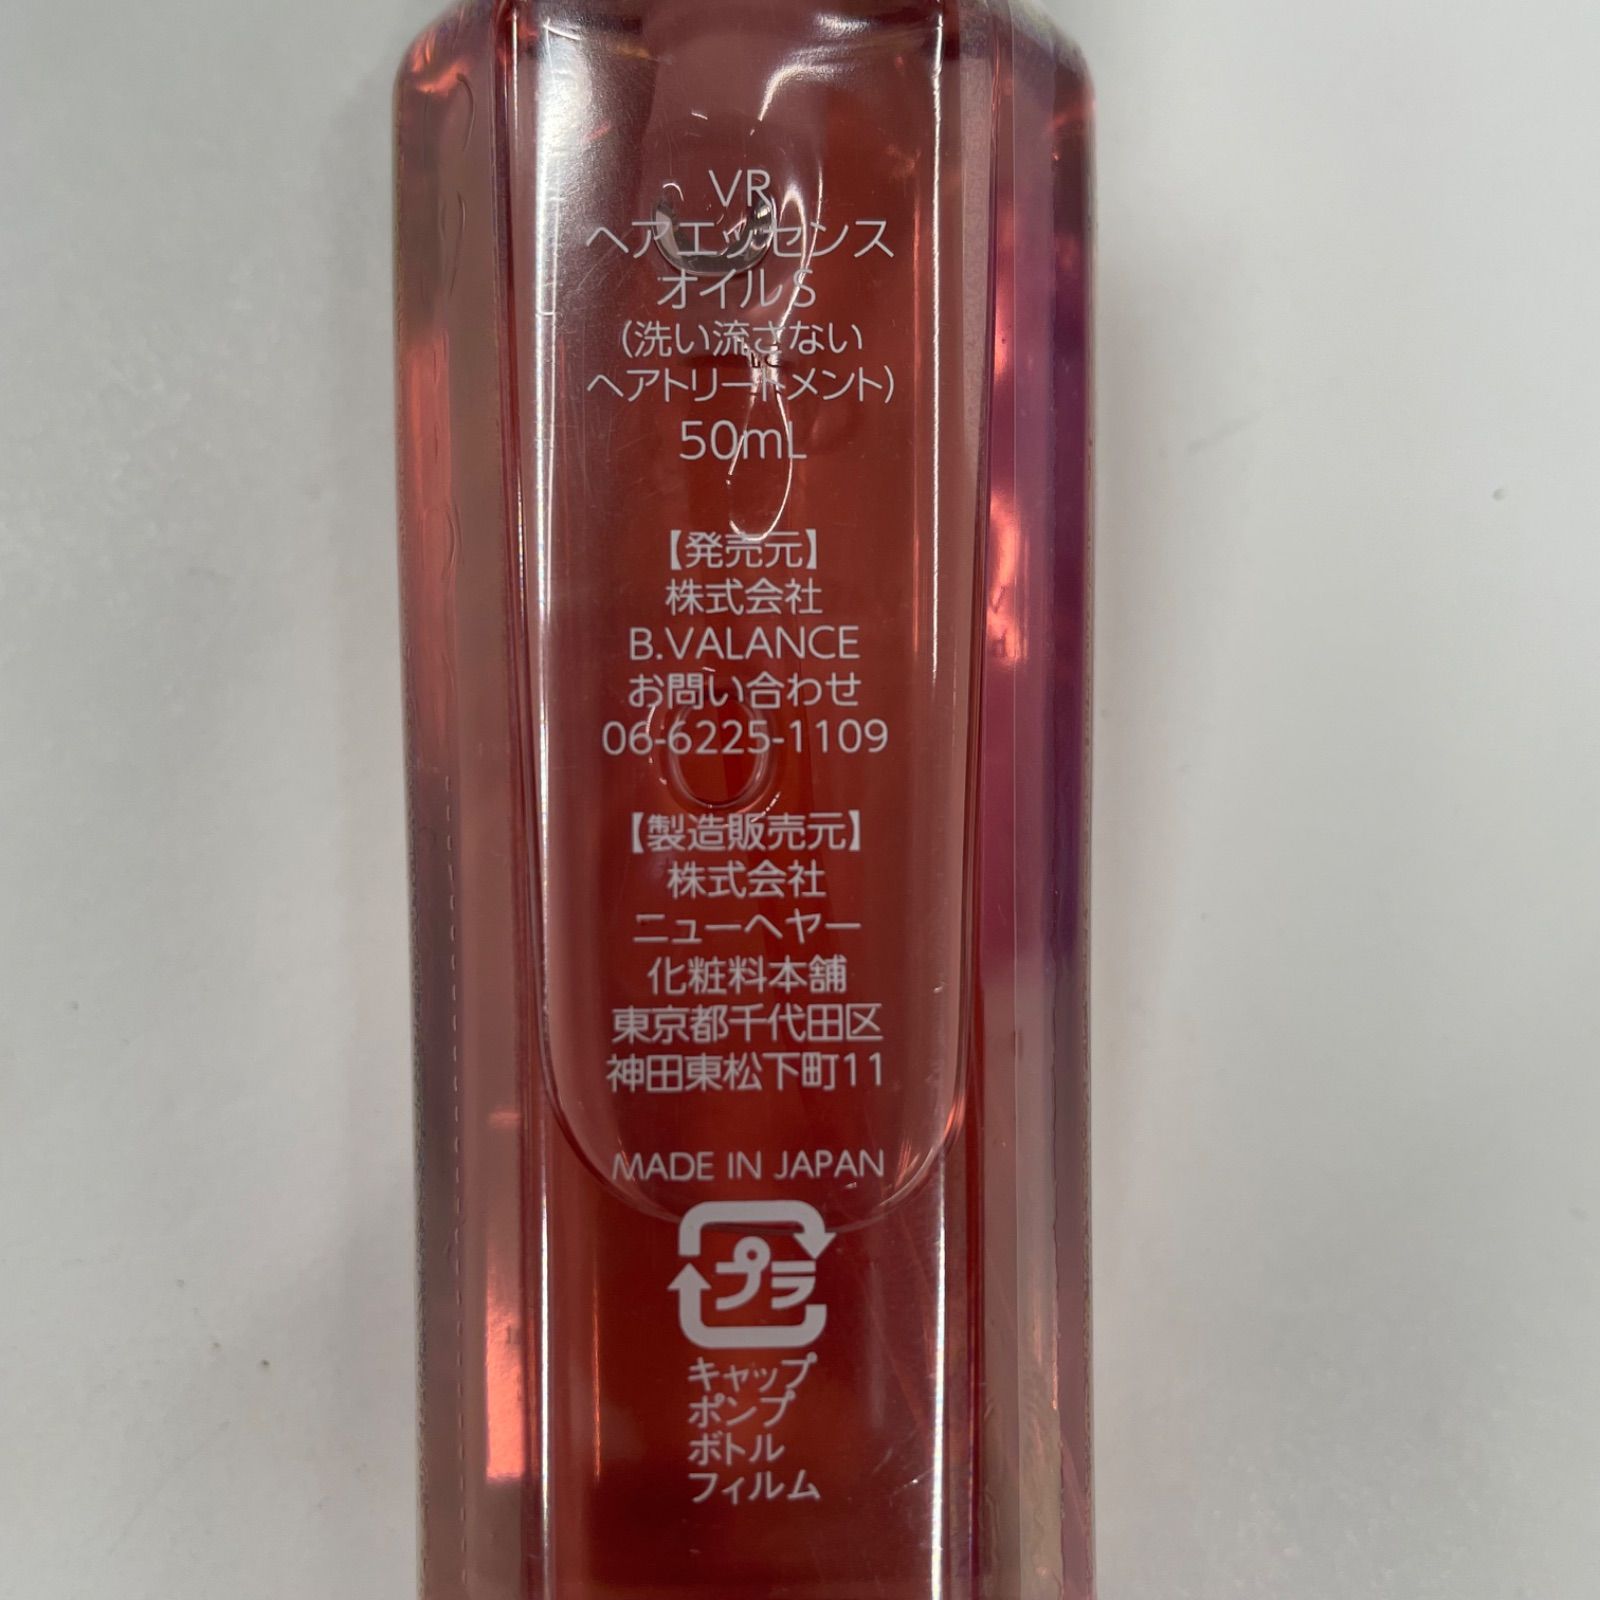 VR
ヘアエッセンス
オイルS
(洗い流さない
ヘアトリートメント)
50mL
【発売元】
株式会社
B.VALANCE
お問い合わせ
06-6225-1109
【製造販売元】
株式会社
ニューヘヤー
化粧料本舗
東京都千代田区
神田東松下町11
MADE IN JAPAN
プラ
キャップ
ポンプ
ボトル
フィルム